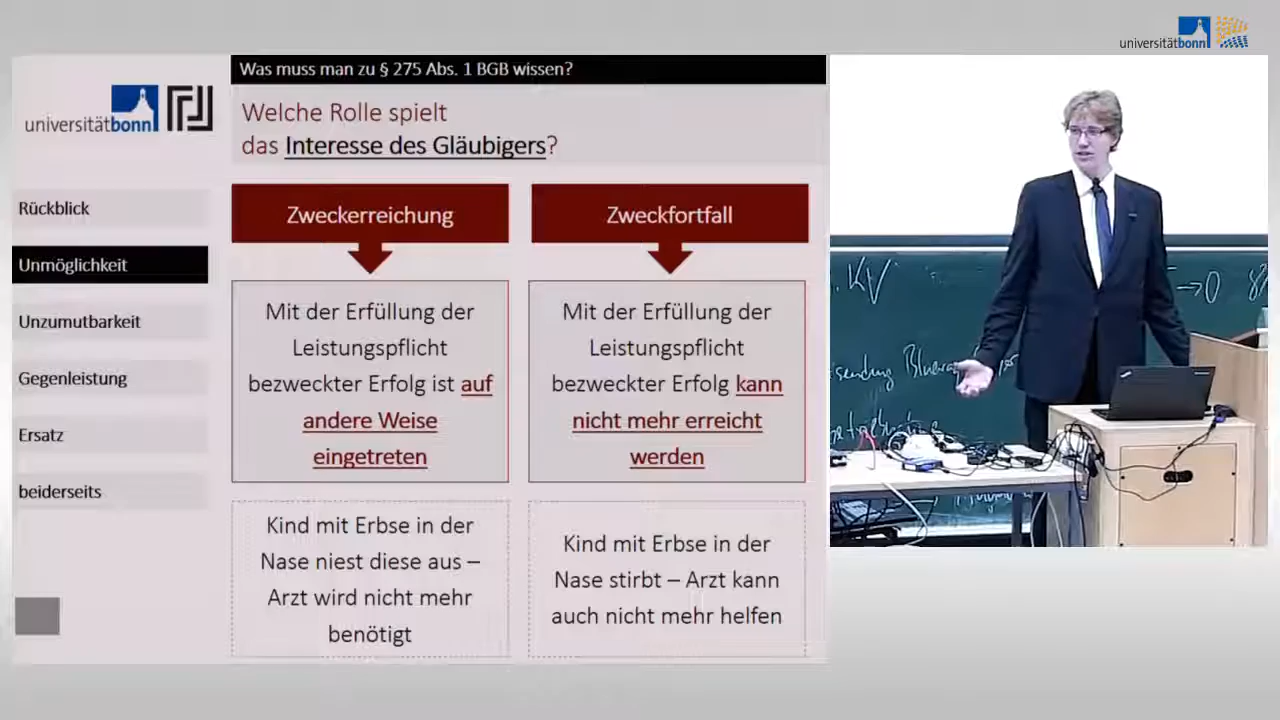 universitätbonn
Was muss man zu § 275 Abs. 1 BGB wissen?
universitätbonn
Welche Rolle spielt
das Interesse des Gläubigers?
Rückblick
Unmöglichkeit
Unzumutbarkeit
Gegenleistung
Ersatz
beiderseits
Zweckerreichung
Mit der Erfüllung der
Leistungspflicht
bezweckter Erfolg ist auf
andere Weise
eingetreten
Kind mit Erbse in der
Nase niest diese aus –
Arzt wird nicht mehr
benötigt
Zweckfortfall
Mit der Erfüllung der
Leistungspflicht
bezweckter Erfolg kann
nicht mehr erreicht
werden
Kind mit Erbse in der
Nase stirbt – Arzt kann
auch nicht mehr helfen
KV
→0